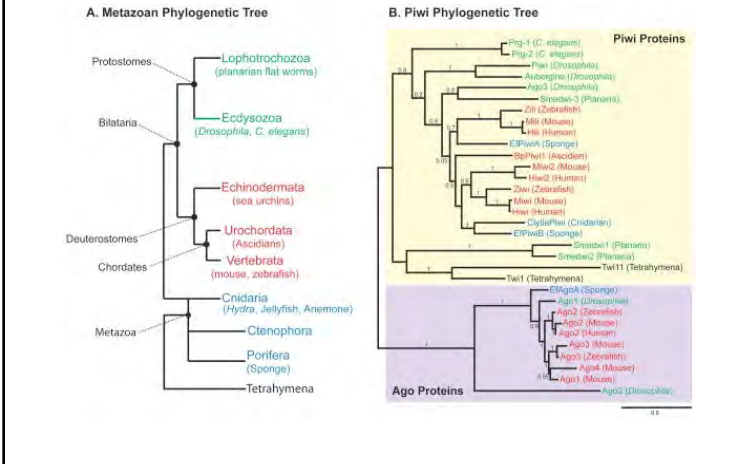 A. Metazoan Phylogenetic Tree
Protostomes
Lophotrochozoa
(planarian flat worms)
Ecdysozoa
(Drosophila, C. elegans)
Bilataria
Echinodermata
(sea urchins)
Deuterostomes
Urochordata
(Ascidians)
Chordates
Vertebrata
(mouse, zebrafish)
Cnidaria
(Hydra, Jellyfish, Anemone)
Metazoa
Ctenophora
Porifera
(Sponge)
Tetrahymena
B. Piwi Phylogenetic Tree
Piwi Proteins
Prg-1 (C. elegans)
Prg-2 (C. elegans)
Piwi (Drosophila)
Aubergine (Drosophila)
Ago3 (Drosophila)
Smedwi-3 (Planaria)
Zili (Zebrafish)
Mili (Mouse)
Hili (Human)
EfPiwiA (Sponge)
BpPiwi1 (Ascidian)
Miwi2 (Mouse)
Hiwi2 (Human)
Ziwi (Zebrafish)
Miwi (Mouse)
Hiwi (Human)
ClyttePiwi (Cnidarian)
EfPiwiB (Sponge)
Smedwi1 (Planaria)
Smedwi2 (Planaria)
Twi11 (Tetrahymena)
Twi1 (Tetrahymena)
EfAgoA (Sponge)
Ago1 (Drosophila)
Ago2 (Zebrafish)
Ago2 (Mouse)
Ago2 (Human)
Ago3 (Mouse)
Ago3 (Zebrafish)
Ago4 (Mouse)
Ago1 (Mouse)
Ago Proteins
Ago2 (Drosophila)